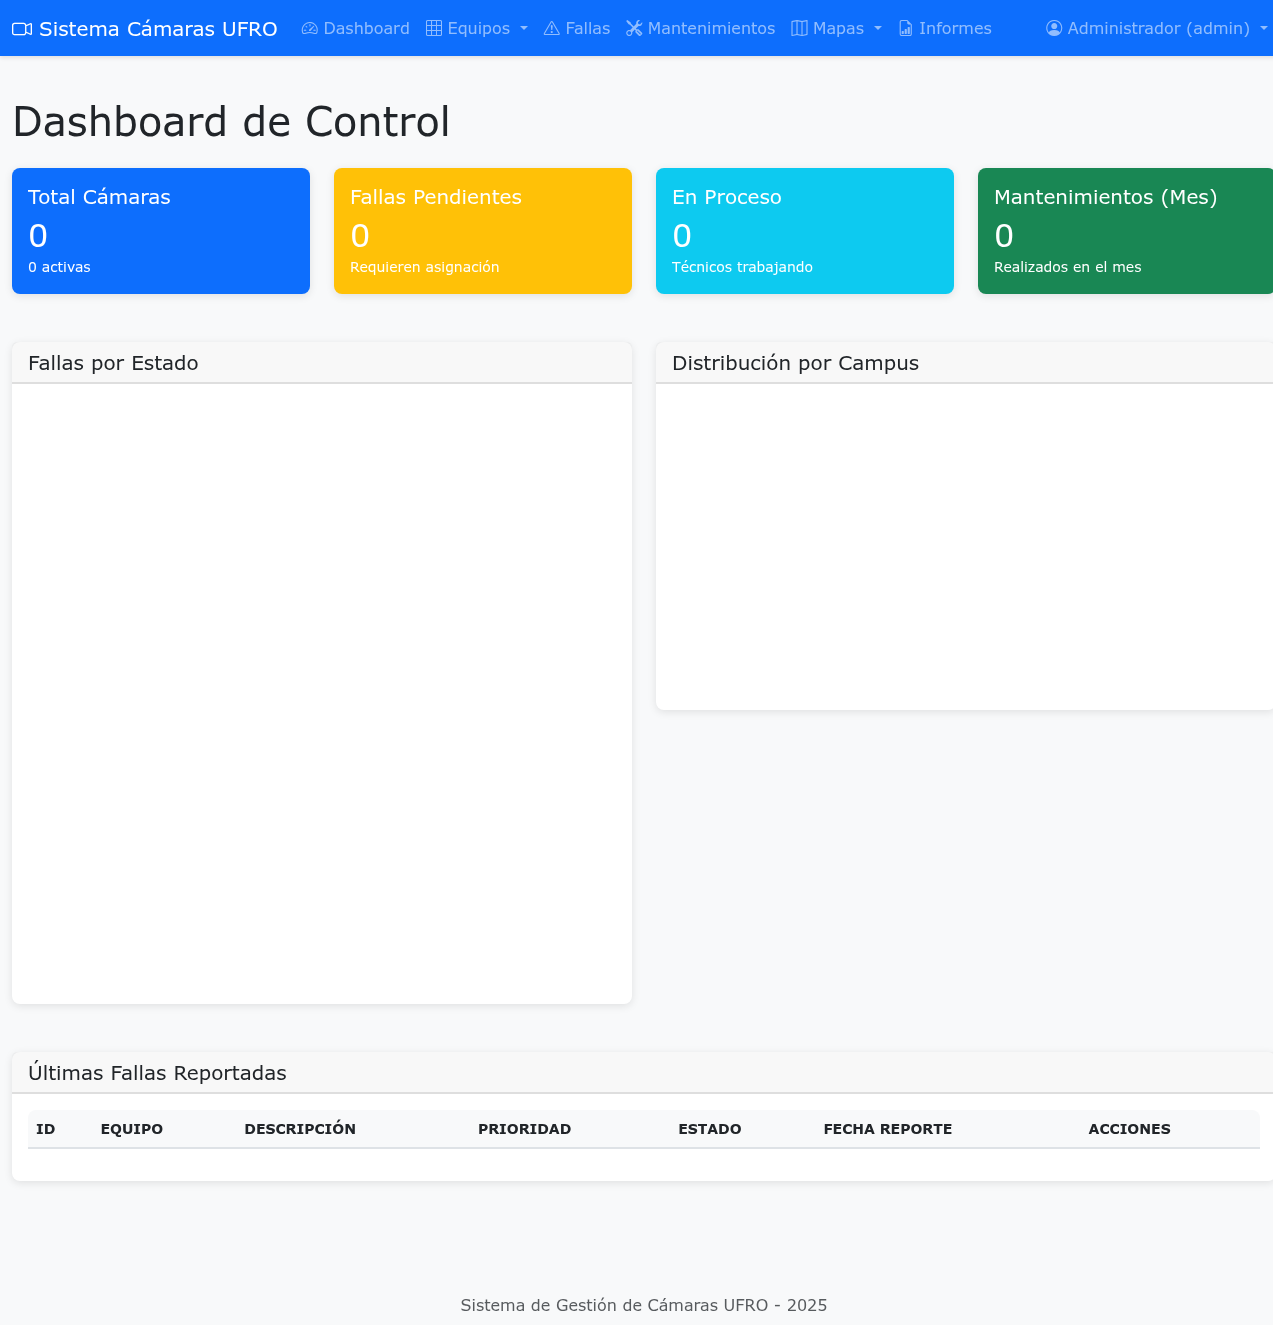 Sistema Cámaras UFRO Dashboard Equipos Fallas Mantenimientos Mapas Informes Administrador (admin)
Dashboard de Control
Total Cámaras
0
0 activas
Fallas Pendientes
0
Requieren asignación
En Proceso
0
Técnicos trabajando
Mantenimientos (Mes)
0
Realizados en el mes
Fallas por Estado
Distribución por Campus
Últimas Fallas Reportadas
ID EQUIPO DESCRIPCIÓN PRIORIDAD ESTADO FECHA REPORTE ACCIONES
Sistema de Gestión de Cámaras UFRO - 2025